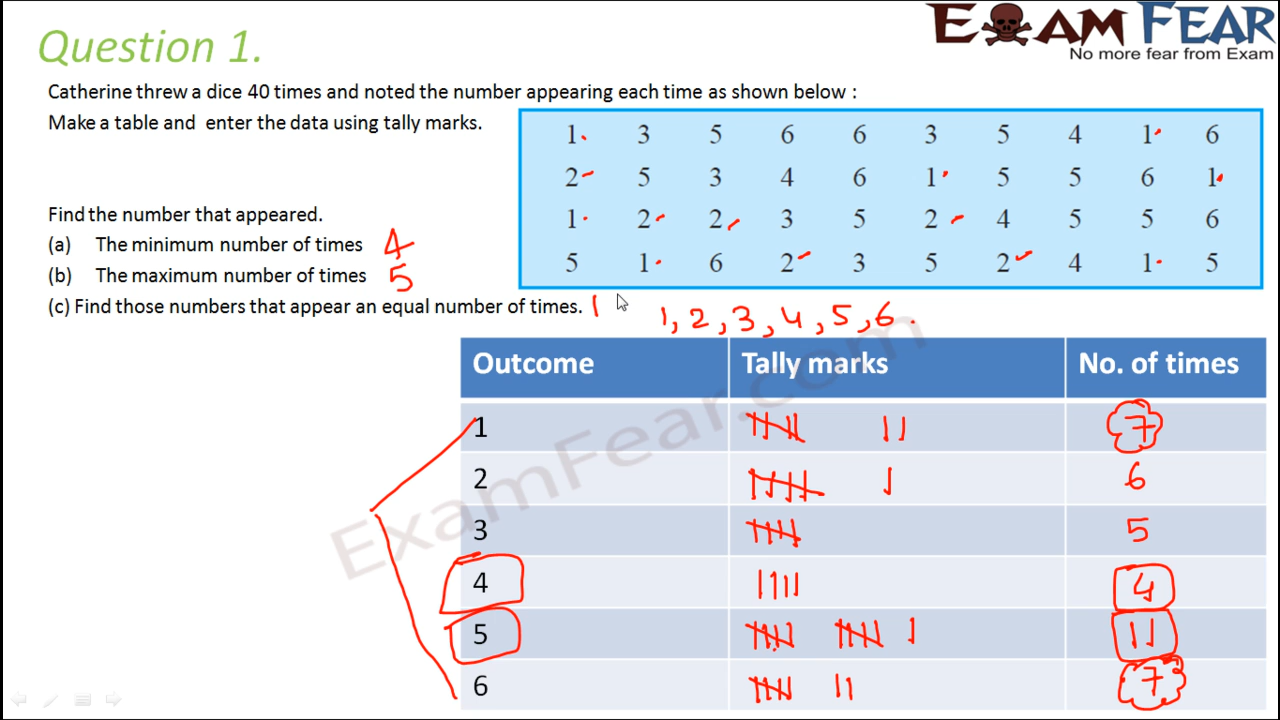 EXAM FEAR
No more fear from Exam
Question 1.
Catherine threw a dice 40 times and noted the number appearing each time as shown below :
Make a table and enter the data using tally marks.
1 3 5 6 6 3 5 4 1 6
2 5 3 4 6 1 5 5 6 1
1 2 2 3 5 2 4 5 5 6
5 1 6 2 3 5 2 4 1 5
Find the number that appeared.
(a) The minimum number of times 4
(b) The maximum number of times 5
(c) Find those numbers that appear an equal number of times. 1
1, 2, 3, 4, 5, 6.
Outcome Tally marks No. of times
1 7
2 6
3 5
4 4
5 11
6 7
ExamFear.com